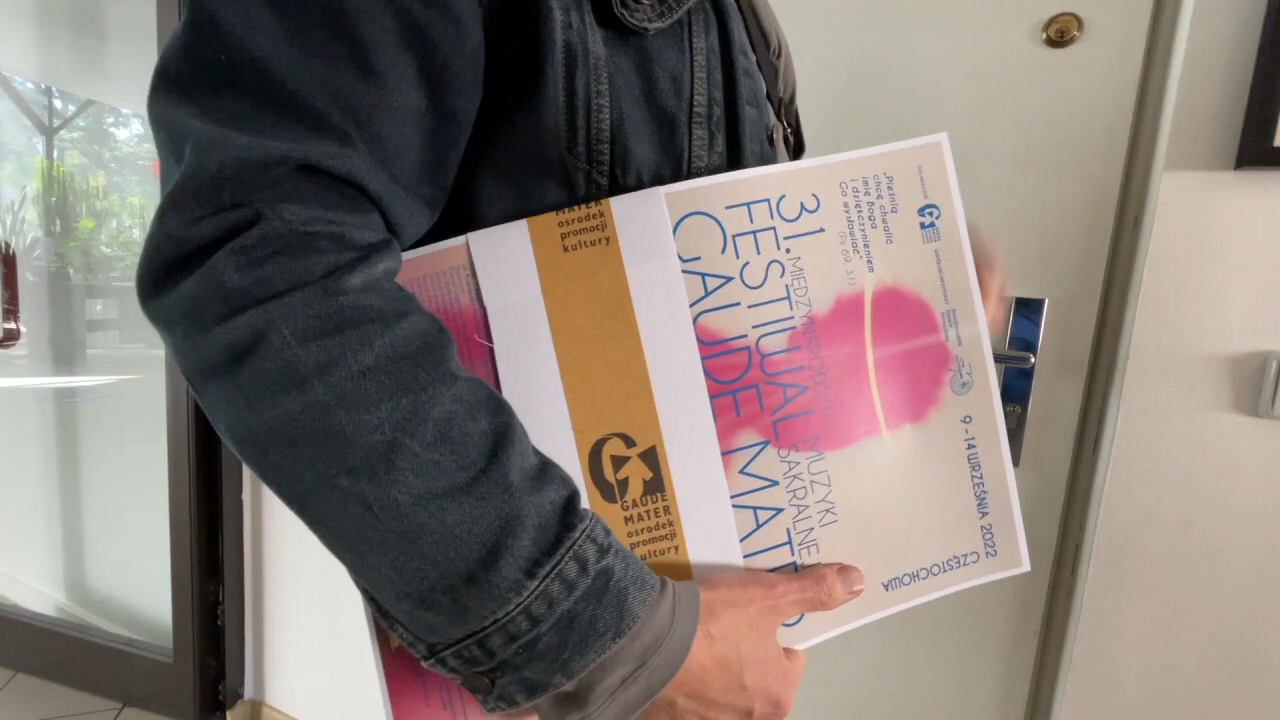 "Pieśnią
chcę chwalić
imię Boga
i dziękczynieniem
Go wysławiać"
(Ps 69, 31)
31. MIĘDZYNARODOWY
FESTIWAL MUZYKI SAKRALNEJ
GAUDE MATER
9-14 WRZEŚNIA 2022
CZĘSTOCHOWA
MATER
ośrodek
promocji
kultury
GAUDE
MATER
ośrodek
promocji
kultury